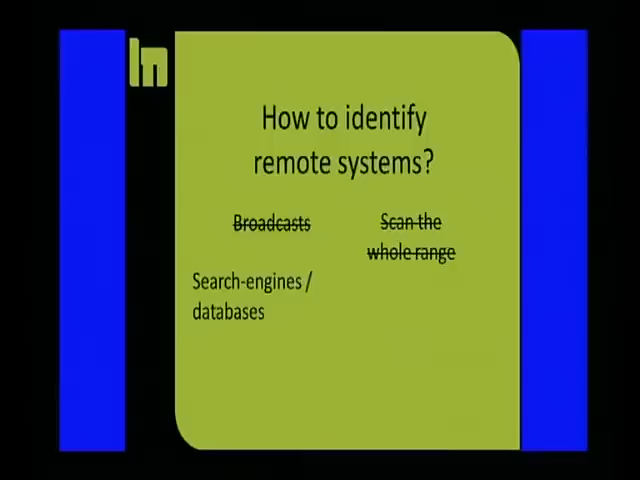 How to identify
remote systems?
Broadcasts
Scan the
whole range
Search-engines /
databases